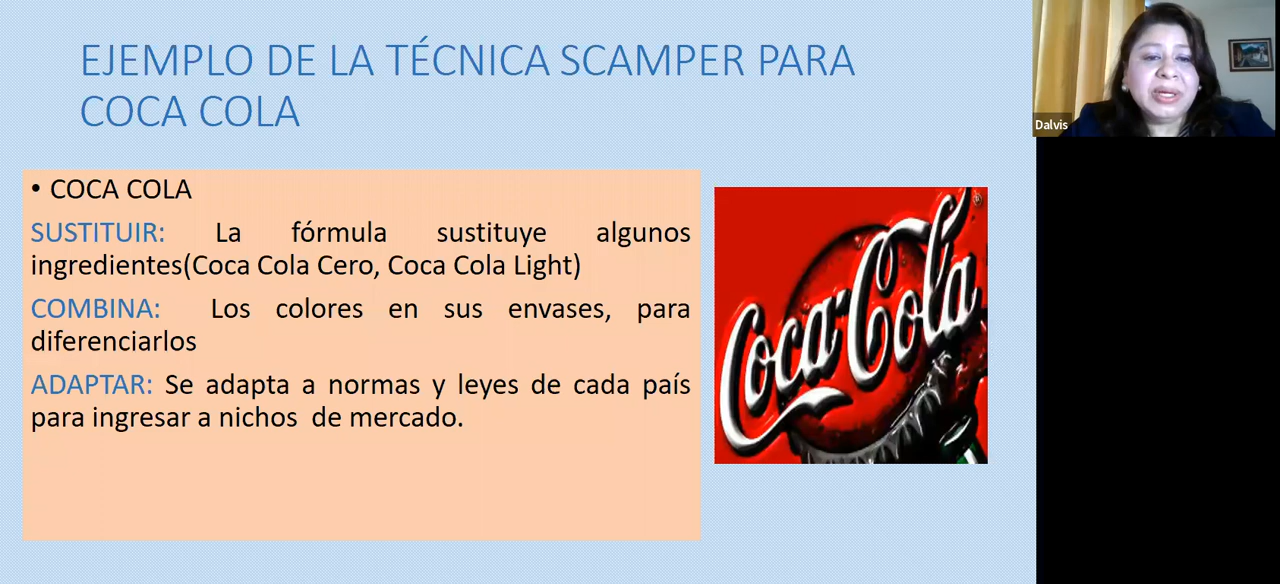 EJEMPLO DE LA TÉCNICA SCAMPER PARA
COCA COLA
• COCA COLA
SUSTITUIR: La fórmula sustituye algunos
ingredientes(Coca Cola Cero, Coca Cola Light)
COMBINA: Los colores en sus envases, para
diferenciarlos
ADAPTAR: Se adapta a normas y leyes de cada país
para ingresar a nichos de mercado.
Coca-Cola
®
Dalvis